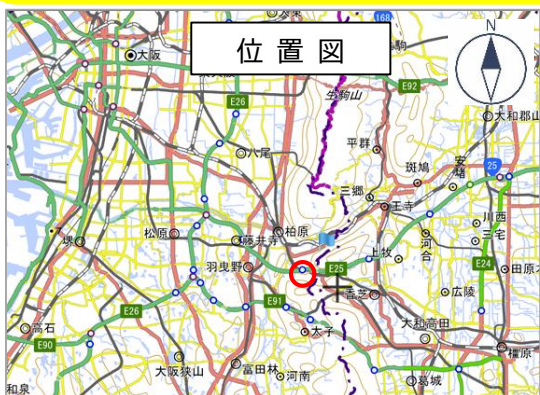 位置図
N
168
大阪
E92
生駒山
E26
大和郡山
平群
八尾
斑鳩
安堵
25
三郷
王寺
川西
三宅
松原
柏原
藤井寺
堺
河合
上牧
羽曳野
E25
E24
田原本
香芝
広陵
E91
E26
太子
大和高田
高石
E90
橿原
大阪狭山
富田林
河南
葛城
和泉